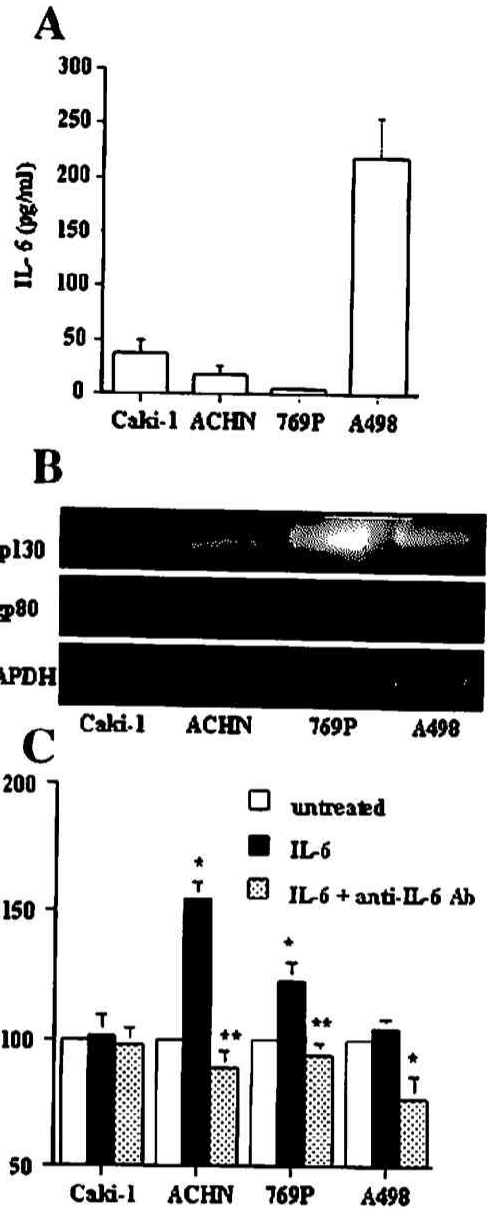 A
300
250
200
150
100
50
0
IL-6 (pg/ml)
Caki-1 ACHN 769P A498
B
p130
gp80
APDH
Caki-1 ACHN 769P A498
C
200
150
100
50
untreated
IL-6
IL-6 + anti-IL-6 Ab
*
*
**
**
*
Caki-1 ACHN 769P A498